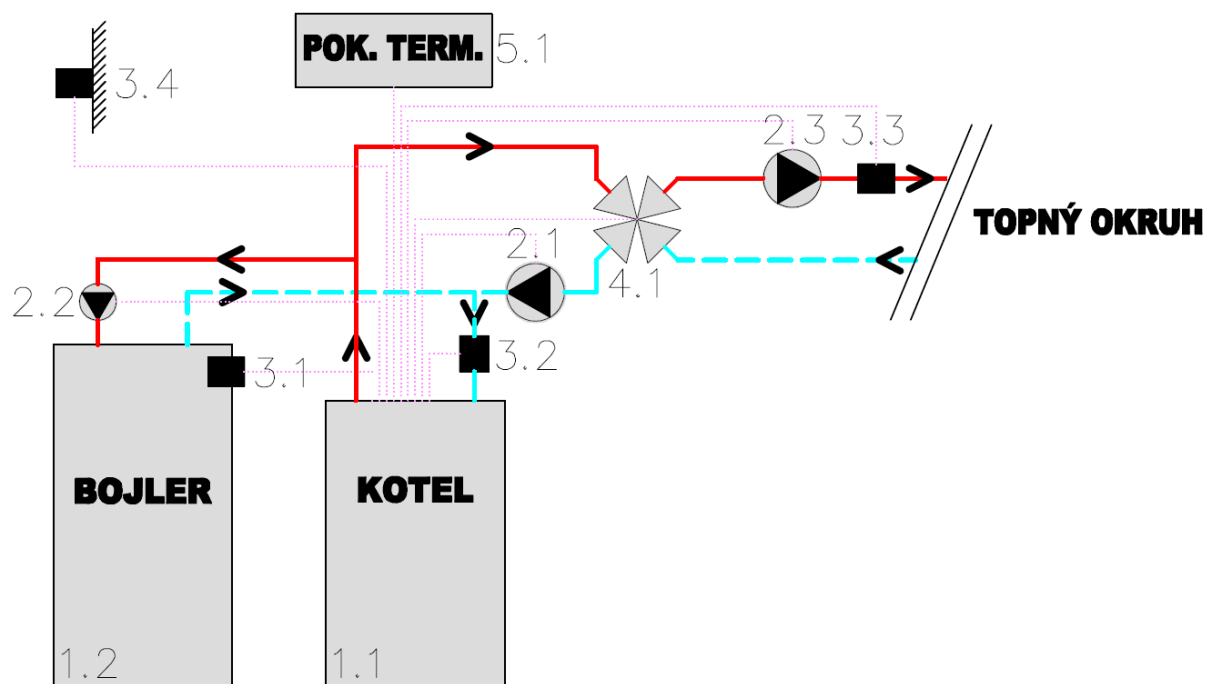 POK. TERM.
5.1
3.4
2.3
3.3
TOPNÝ OKRUH
2.1
4.1
2.2
3.1
3.2
BOJLER
KOTEL
1.2
1.1